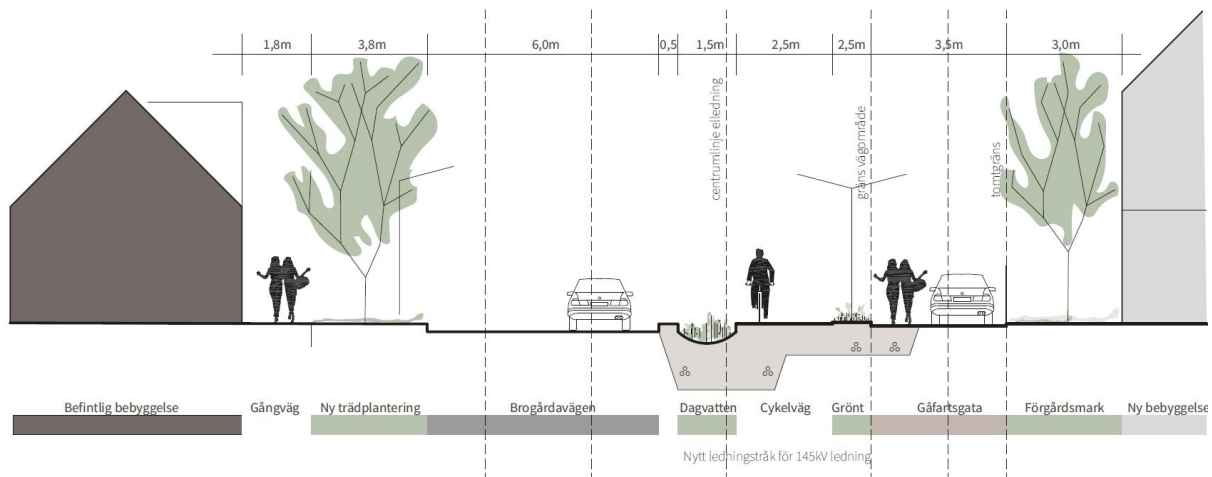 1,8m 3,8m 6,0m 0,5 1,5m 2,5m 2,5m 3,5m 3,0m
centrumlinje elledning
gräns vägområde
tomtgräns
Befintlig bebyggelse Gångväg Ny trädplantering Brogårdavägen Dagvatten Cykelväg Grönt Gåfartsgata Förgårdsmark Ny bebyggelse
Nytt ledningstråk för 145kV ledning